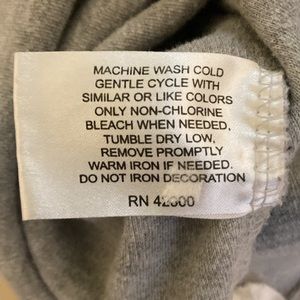 MACHINE WASH COLD
GENTLE CYCLE WITH
SIMILAR OR LIKE COLORS
ONLY NON-CHLORINE
BLEACH WHEN NEEDED,
TUMBLE DRY LOW,
REMOVE PROMPTLY
WARM IRON IF NEEDED.
DO NOT IRON DECORATION
RN